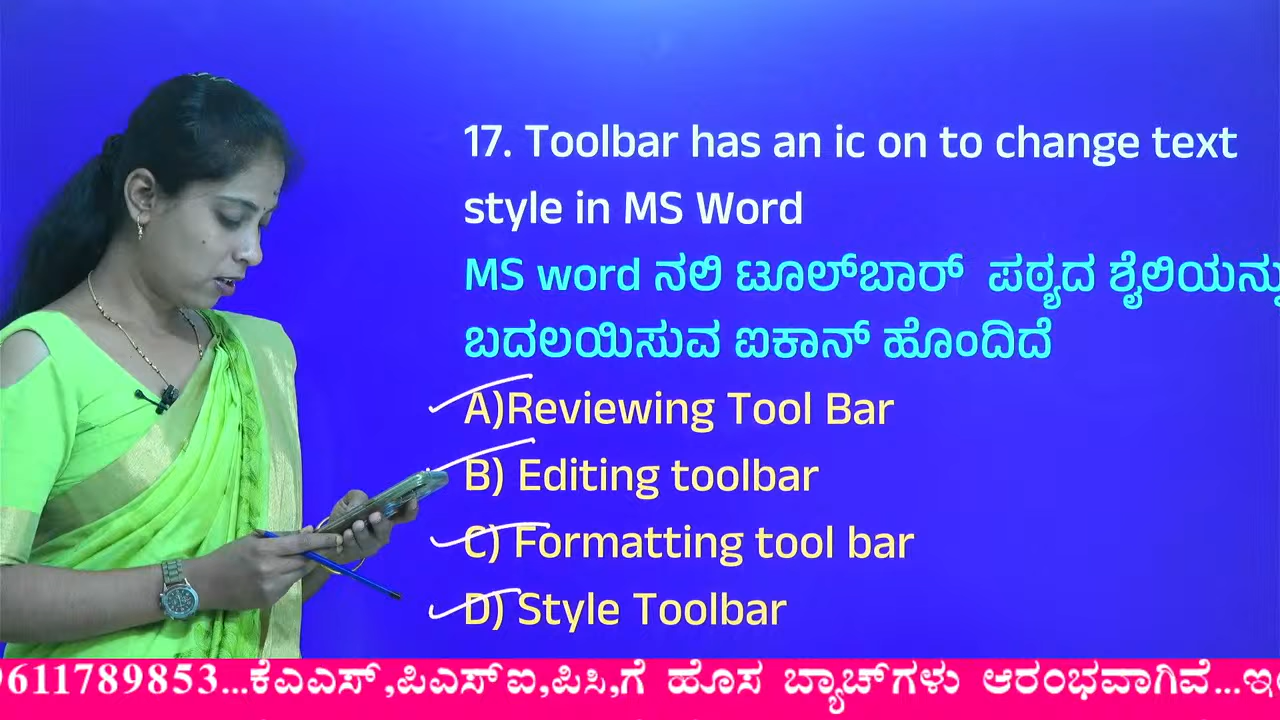 17. Toolbar has an ic on to change text
style in MS Word
MS word ನಲಿ ಟೂಲ್‌ಬಾರ್ ಪಠ್ಯದ ಶೈಲಿಯನ್ನು
ಬದಲಯಿಸುವ ಐಕಾನ್ ಹೊಂದಿದೆ
A)Reviewing Tool Bar
B) Editing toolbar
C) Formatting tool bar
D) Style Toolbar
9611789853...ಕೆಎಎಸ್,ಪಿಎಸ್ಐ,ಪಿಸಿ,ಗೆ ಹೊಸ ಬ್ಯಾಚ್‌ಗಳು ಆರಂಭವಾಗಿವೆ...